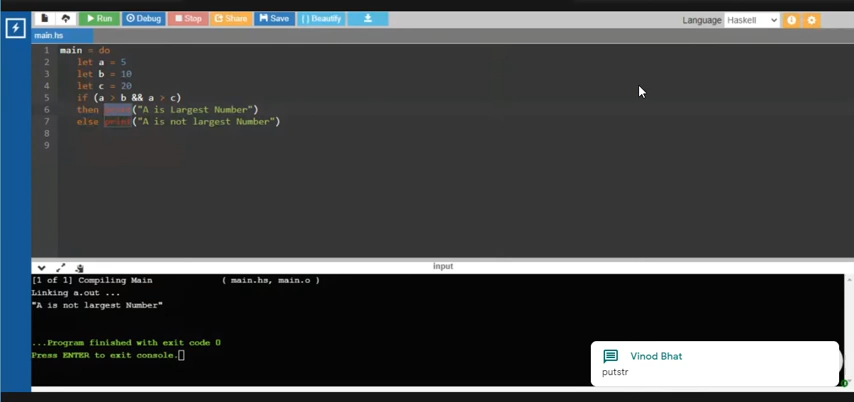 Run Debug Stop Share Save { } Beautify Language Haskell
main.hs
1 main = do
2 let a = 5
3 let b = 10
4 let c = 20
5 if (a > b && a > c)
6 then print("A is Largest Number")
7 else print("A is not largest Number")
8
9
input
[1 of 1] Compiling Main ( main.hs, main.o )
Linking a.out ...
"A is not largest Number"
...Program finished with exit code 0
Press ENTER to exit console.
Vinod Bhat
putstr